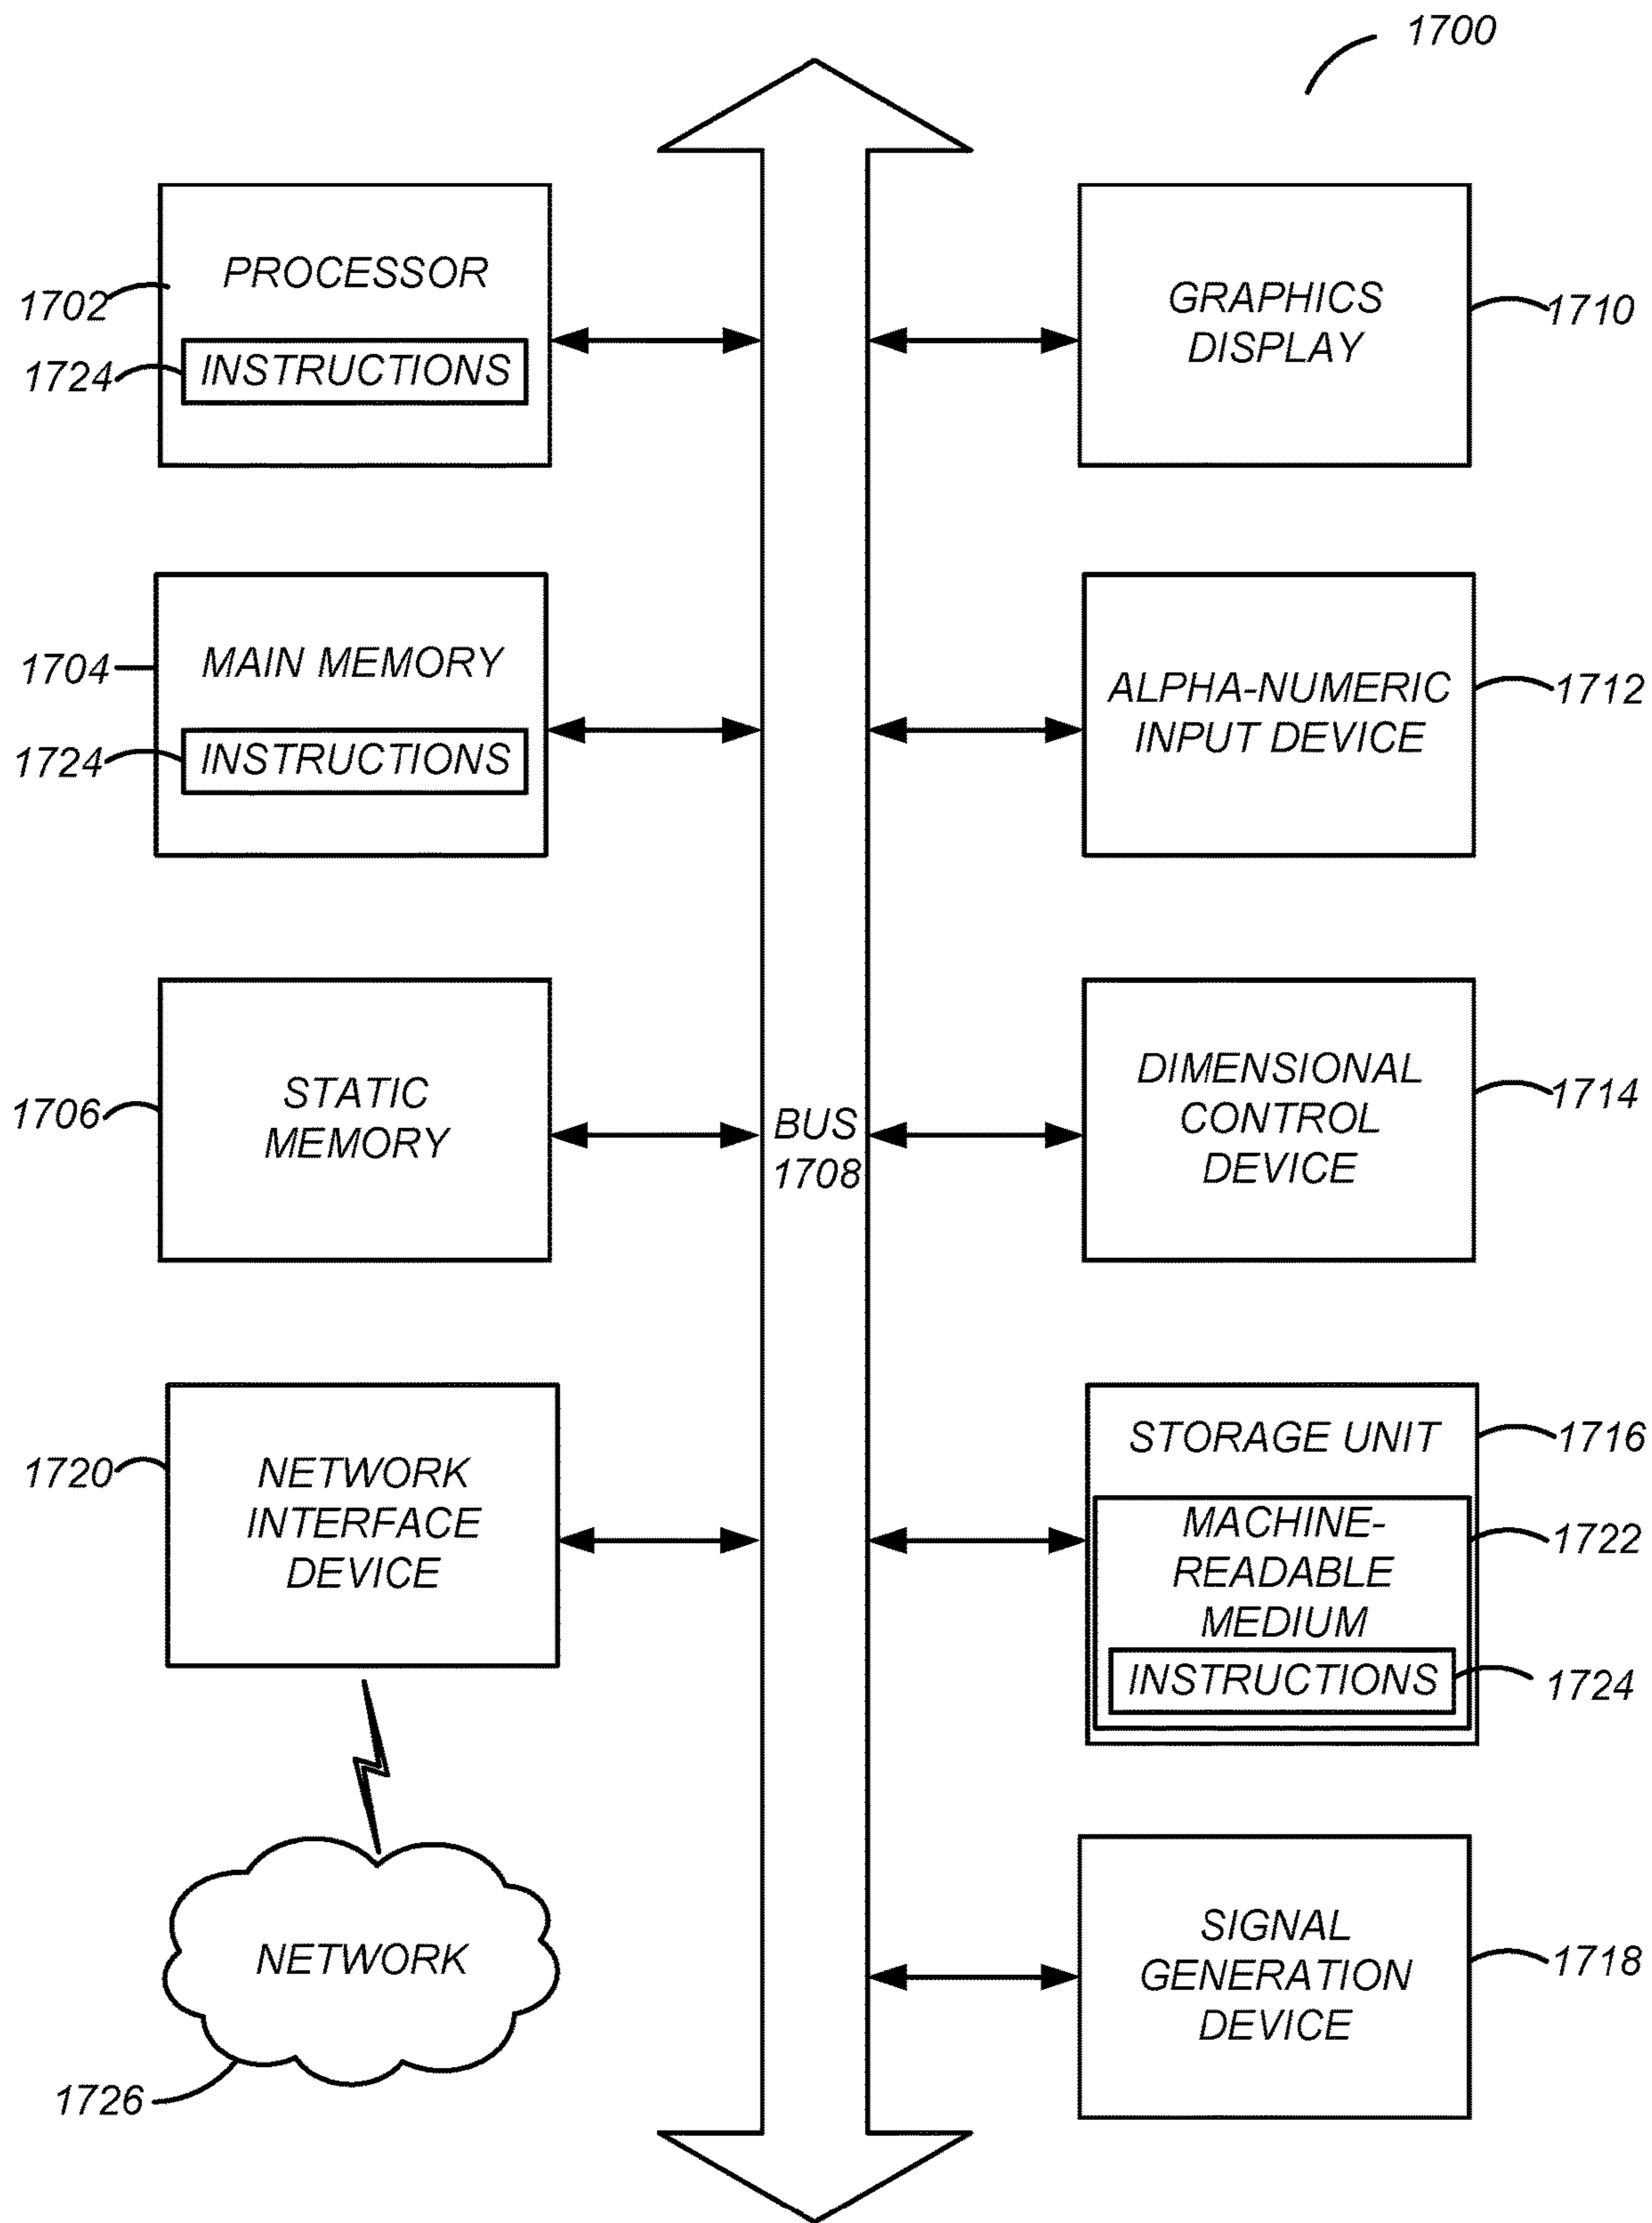 1700
PROCESSOR
1702
INSTRUCTIONS
1724
GRAPHICS
DISPLAY
1710
MAIN MEMORY
1704
INSTRUCTIONS
1724
ALPHA-NUMERIC
INPUT DEVICE
1712
STATIC
MEMORY
1706
BUS
1708
DIMENSIONAL
CONTROL
DEVICE
1714
NETWORK
INTERFACE
DEVICE
1720
STORAGE UNIT
1716
MACHINE-
READABLE
MEDIUM
1722
INSTRUCTIONS
1724
NETWORK
1726
SIGNAL
GENERATION
DEVICE
1718